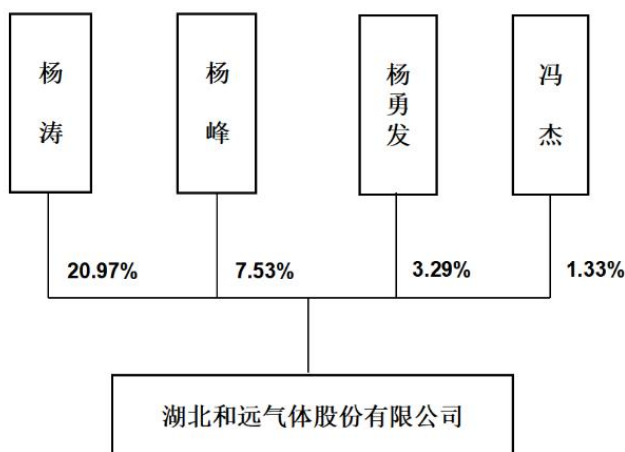 杨涛
杨峰
杨勇发
冯杰
20.97%
7.53%
3.29%
1.33%
湖北和远气体股份有限公司